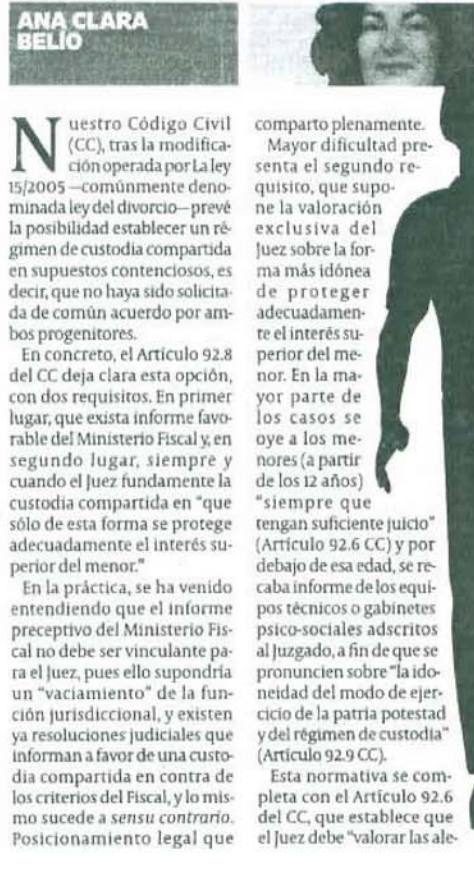 ANA CLARA
BELÍO
Nuestro Código Civil
(CC), tras la modifica-
ción operada por La ley
15/2005 —comúnmente deno-
minada ley del divorcio— prevé
la posibilidad establecer un ré-
gimen de custodia compartida
en supuestos contenciosos, es
decir, que no haya sido solicita-
da de común acuerdo por am-
bos progenitores.
En concreto, el Artículo 92.8
del CC deja clara esta opción,
con dos requisitos. En primer
lugar, que exista informe favo-
rable del Ministerio Fiscal y, en
segundo lugar, siempre y
cuando el Juez fundamente la
custodia compartida en "que
sólo de esta forma se protege
adecuadamente el interés su-
perior del menor."
En la práctica, se ha venido
entendiendo que el informe
preceptivo del Ministerio Fis-
cal no debe ser vinculante pa-
ra el Juez, pues ello supondría
un "vaciamiento" de la fun-
ción jurisdiccional, y existen
ya resoluciones judiciales que
informan a favor de una custo-
dia compartida en contra de
los criterios del Fiscal, y lo mis-
mo sucede a sensu contrario.
Posicionamiento legal que
comparto plenamente.
Mayor dificultad pre-
senta el segundo re-
quisito, que supo-
ne la valoración
exclusiva del
Juez sobre la for-
ma más idónea
de proteger
adecuadamen-
te el interés su-
perior del me-
nor. En la ma-
yor parte de
los casos se
oye a los me-
nores (a partir
de los 12 años)
"siempre que
tengan suficiente juicio"
(Artículo 92.6 CC) y por
debajo de esa edad, se re-
caba informe de los equi-
pos técnicos o gabinetes
psico-sociales adscritos
al Juzgado, a fin de que se
pronuncien sobre "la ido-
neidad del modo de ejer-
cicio de la patria potestad
y del régimen de custodia"
(Artículo 92.9 CC).
Esta normativa se com-
pleta con el Artículo 92.6
del CC, que establece que
el Juez debe "valorar las ale-